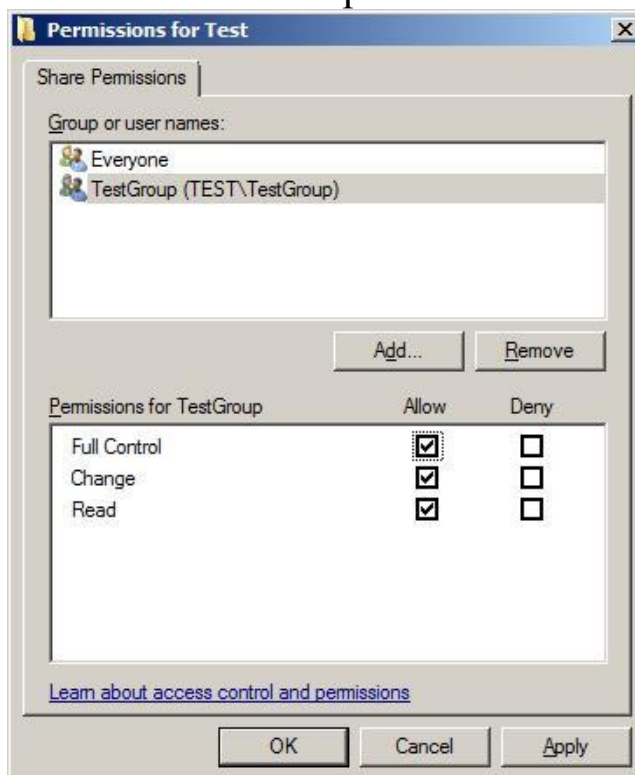 Permissions for Test
Share Permissions
Group or user names:
Everyone
TestGroup (TEST\TestGroup)
Add... Remove
Permissions for TestGroup Allow Deny
Full Control
Change
Read
Learn about access control and permissions
OK Cancel Apply